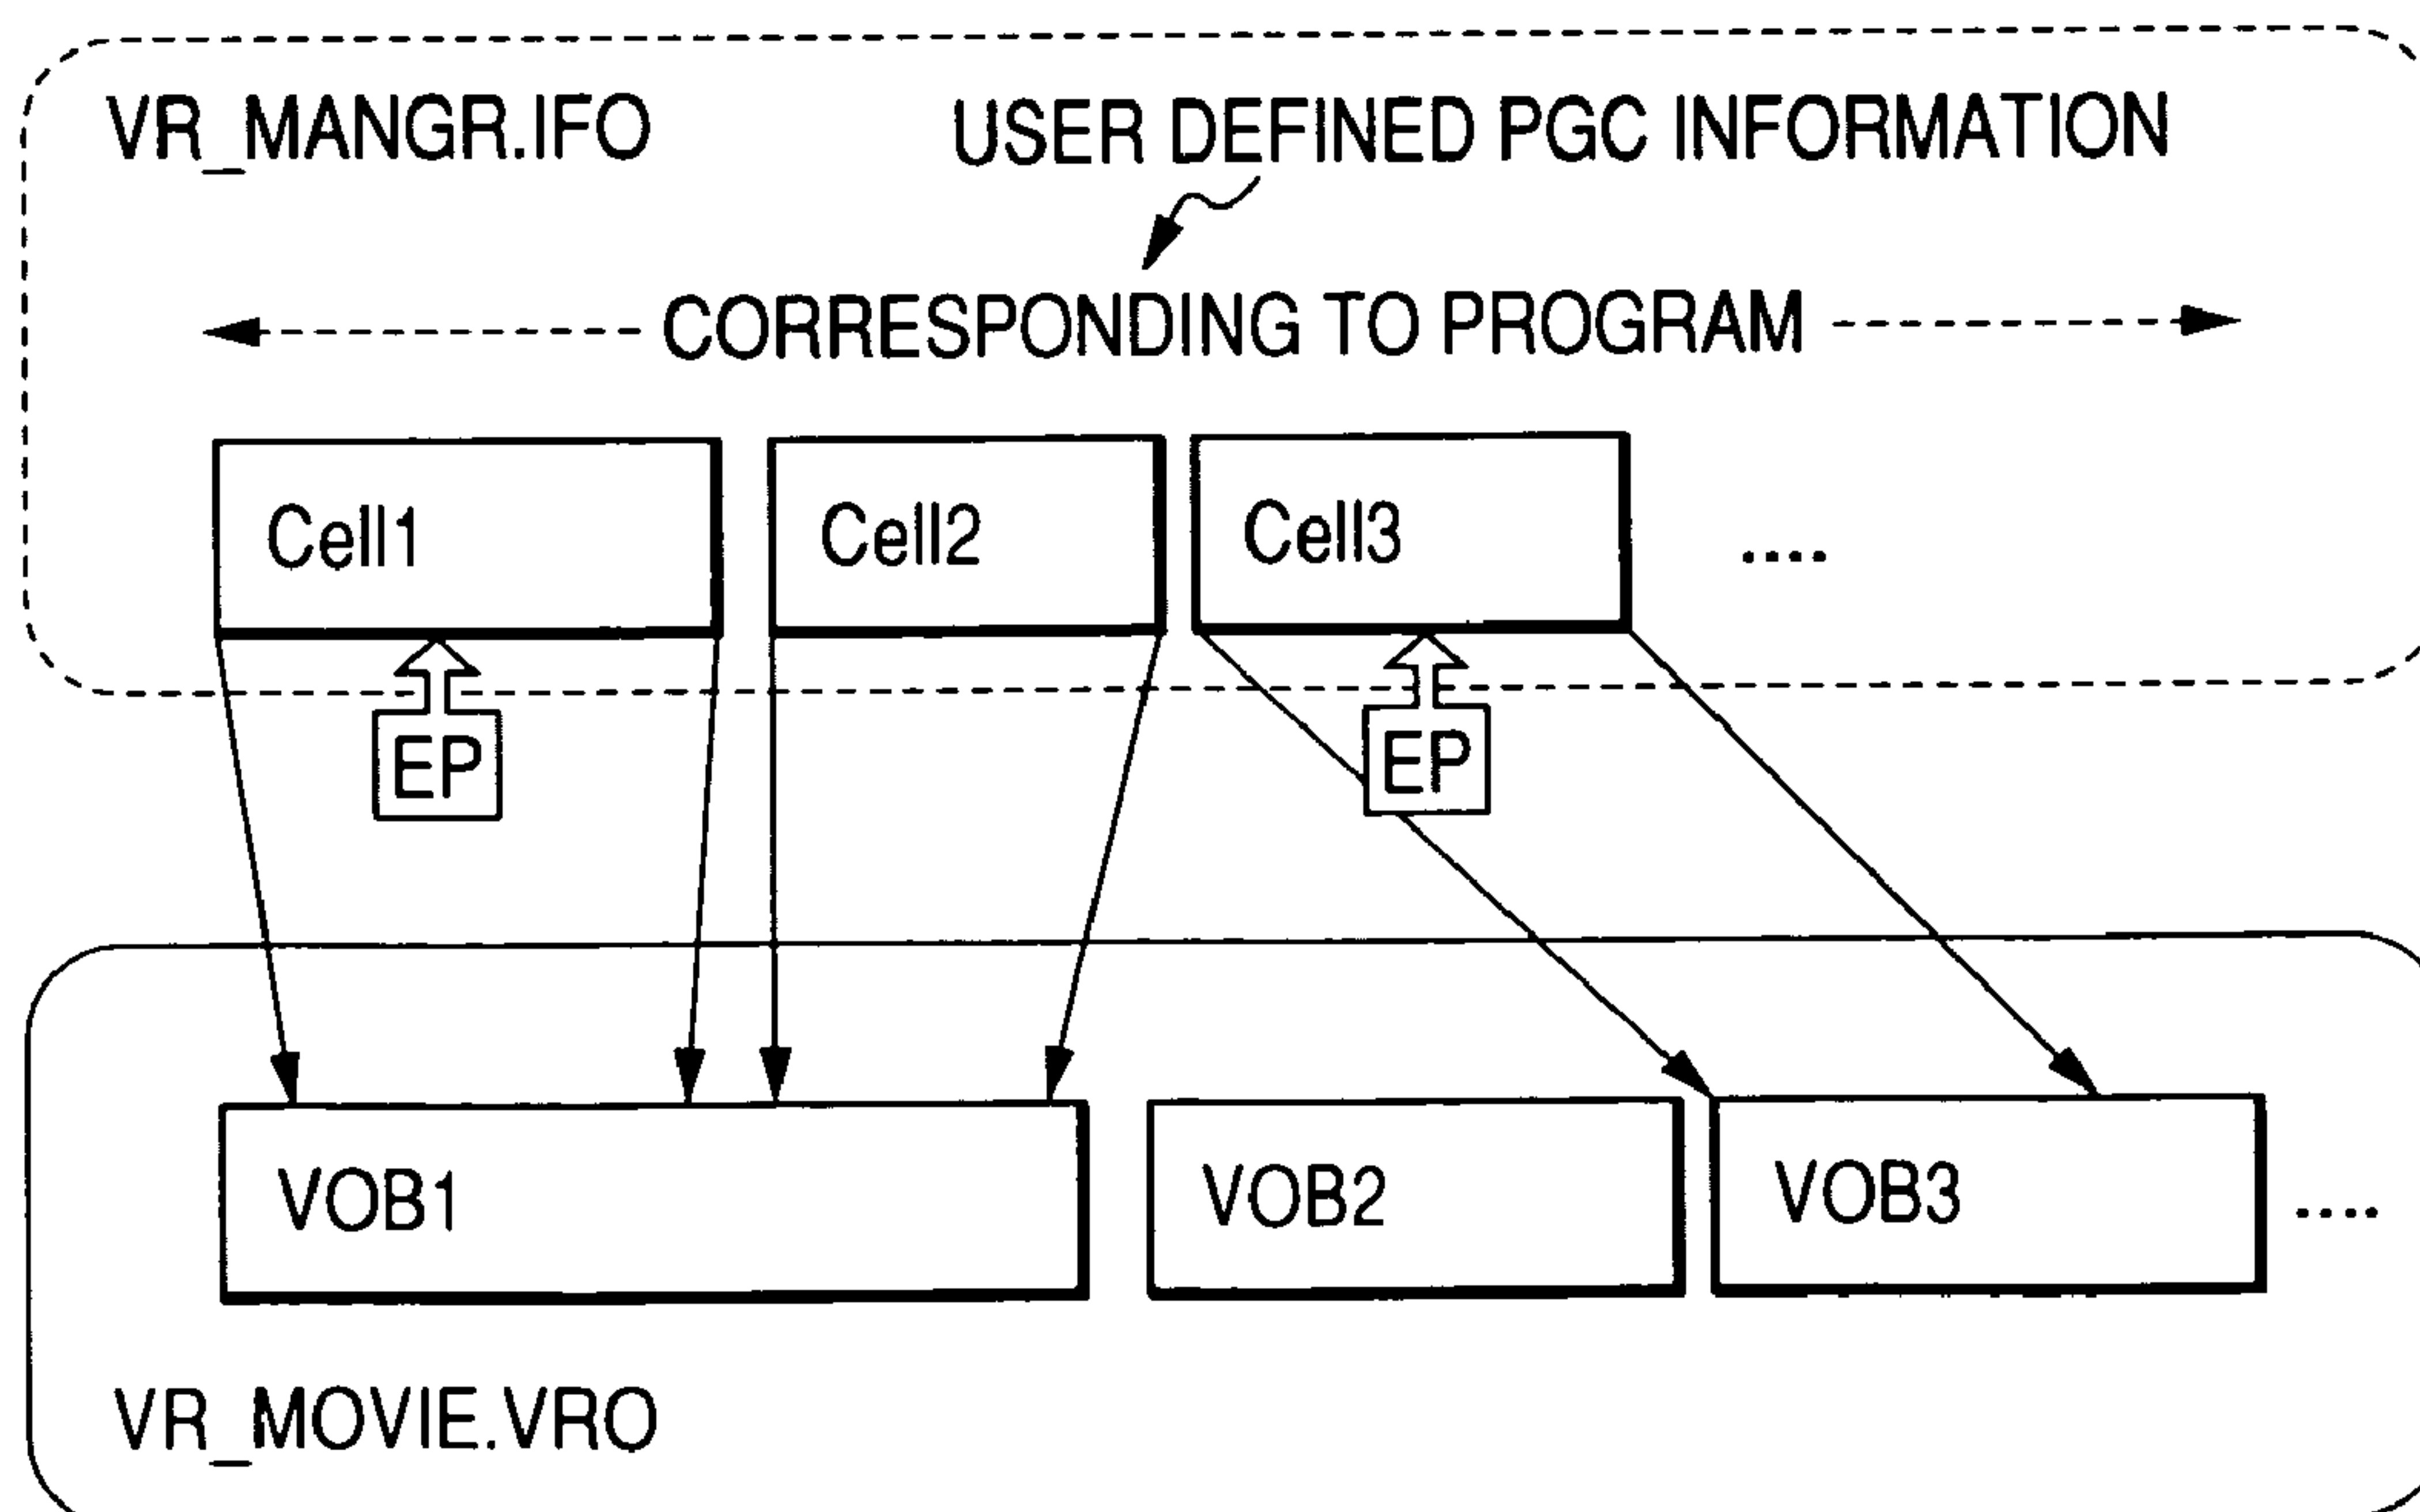 VR_MANGR.IFO
USER DEFINED PGC INFORMATION
CORRESPONDING TO PROGRAM
Cell1
Cell2
Cell3
....
EP
EP
VOB1
VOB2
VOB3
....
VR_MOVIE.VRO